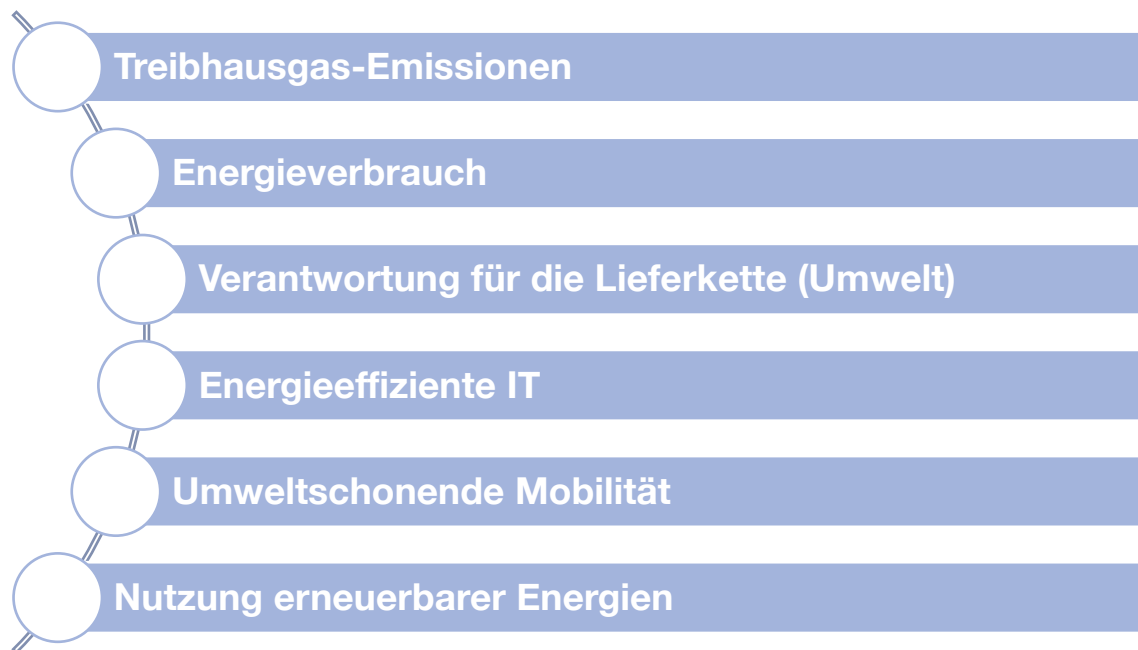 Treibhausgas-Emissionen
Energieverbrauch
Verantwortung für die Lieferkette (Umwelt)
Energieeffiziente IT
Umweltschonende Mobilität
Nutzung erneuerbarer Energien